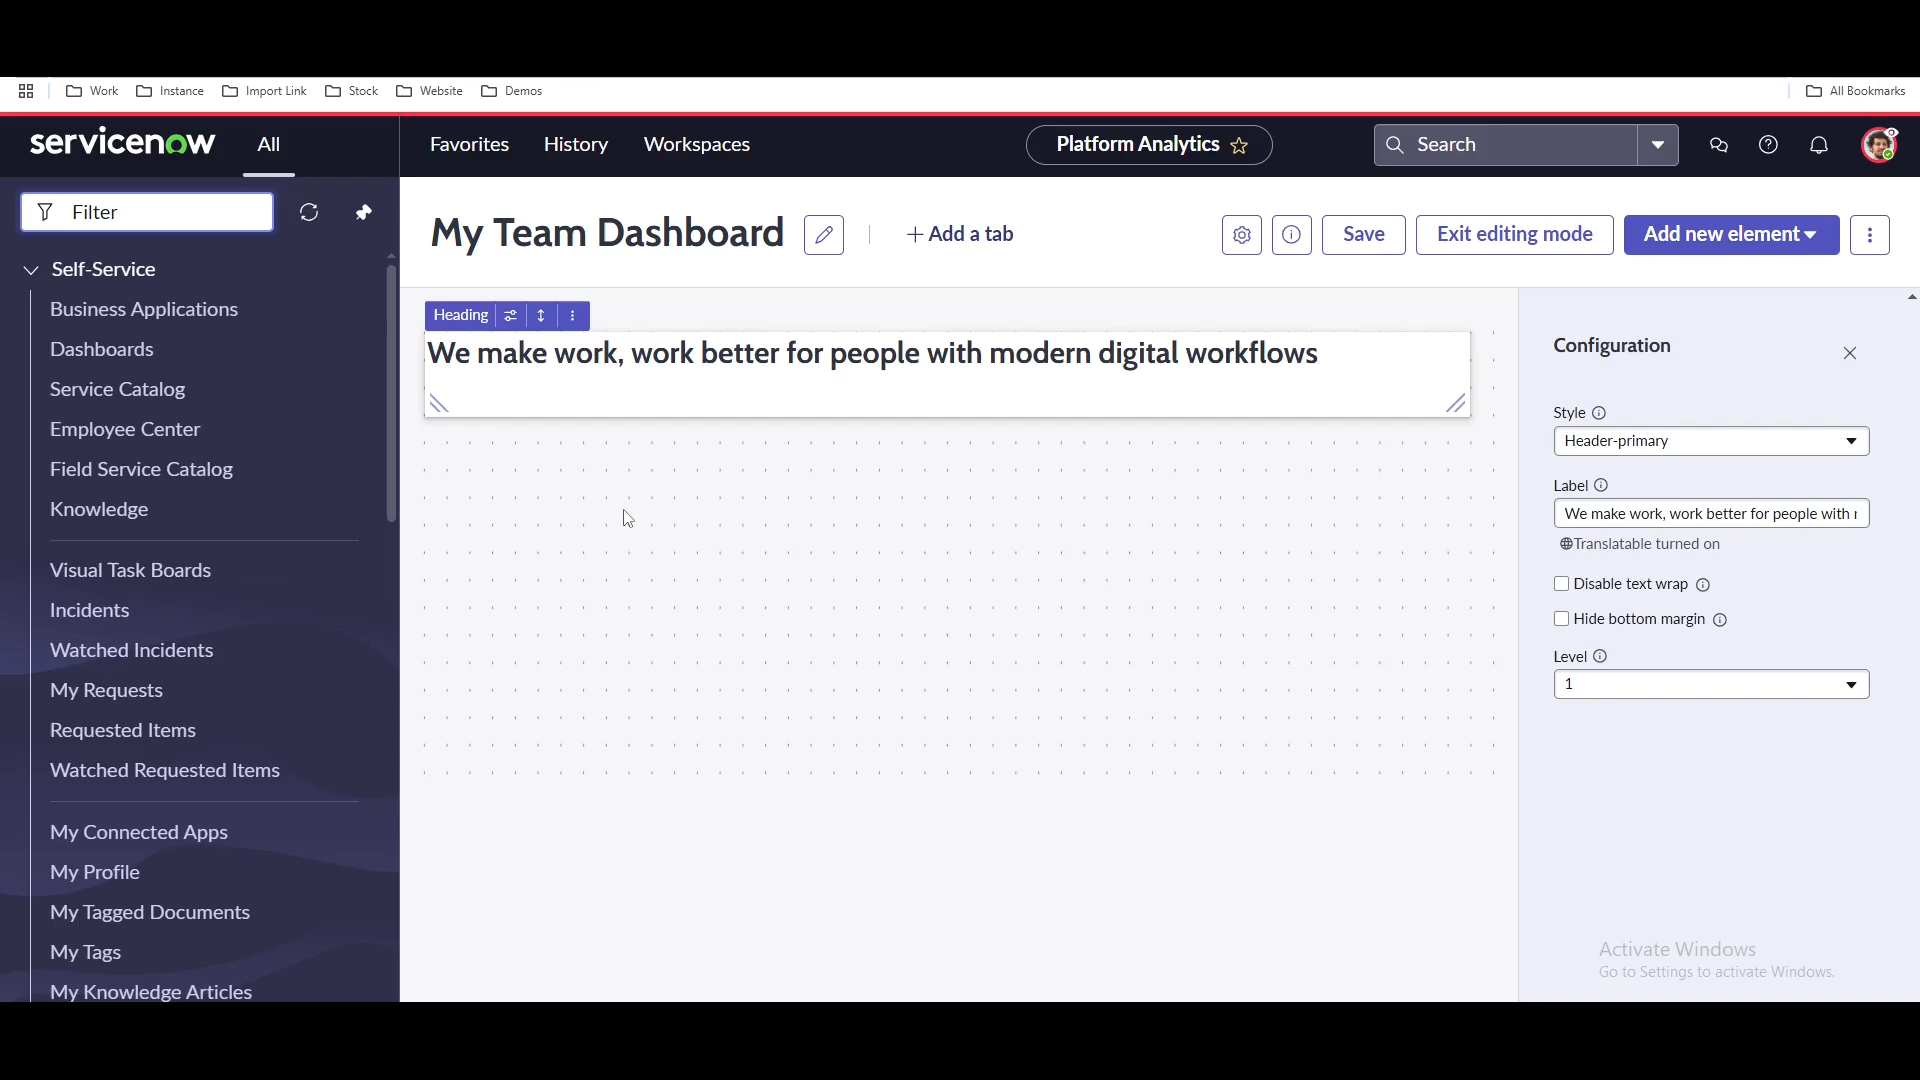 Work Instance Import Link Stock Website Demos All Bookmarks
servicenow All Favorites History Workspaces Platform Analytics Search
Filter
My Team Dashboard + Add a tab Save Exit editing mode Add new element
Self-Service
Business Applications
Dashboards
Service Catalog
Employee Center
Field Service Catalog
Knowledge
Visual Task Boards
Incidents
Watched Incidents
My Requests
Requested Items
Watched Requested Items
My Connected Apps
My Profile
My Tagged Documents
My Tags
My Knowledge Articles
Heading
We make work, work better for people with modern digital workflows
Configuration
Style
Header-primary
Label
We make work, work better for people with
Translatable turned on
Disable text wrap
Hide bottom margin
Level
1
Activate Windows
Go to Settings to activate Windows.